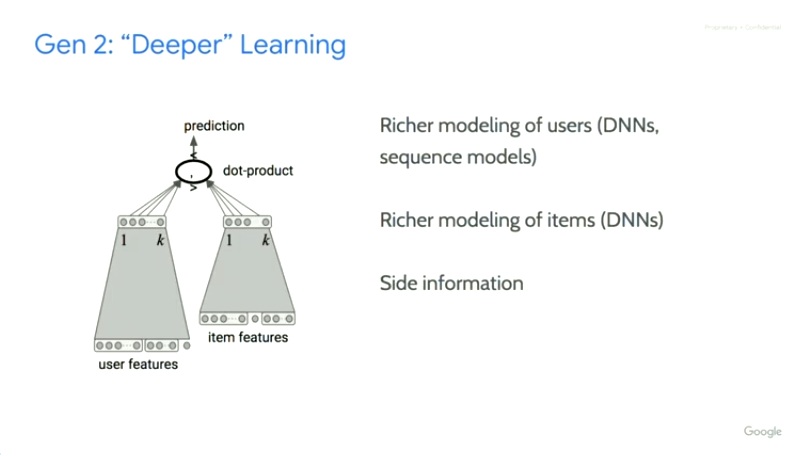 Proprietary + Confidential
Gen 2: “Deeper” Learning
prediction
< , >
dot-product
1 k
1 k
item features
user features
Richer modeling of users (DNNs,
sequence models)
Richer modeling of items (DNNs)
Side information
Google